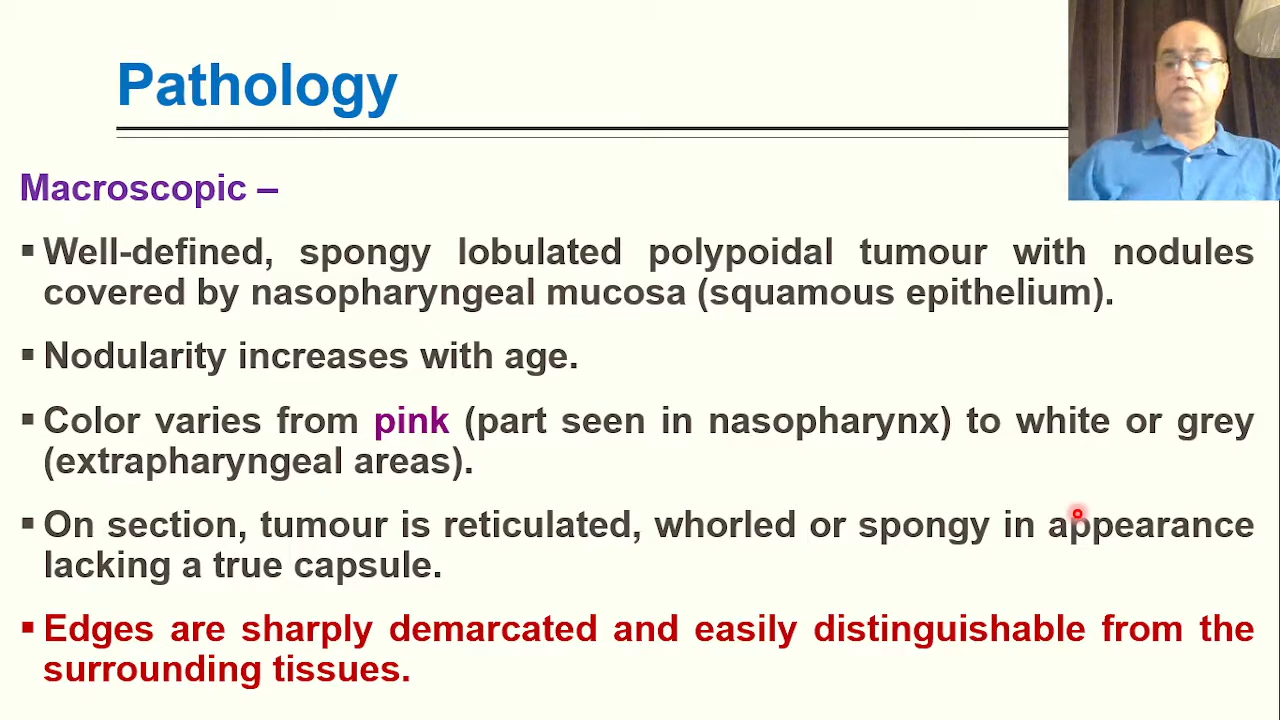 Pathology
Macroscopic –
▪ Well-defined, spongy lobulated polypoidal tumour with nodules
covered by nasopharyngeal mucosa (squamous epithelium).
▪ Nodularity increases with age.
▪ Color varies from pink (part seen in nasopharynx) to white or grey
(extrapharyngeal areas).
▪ On section, tumour is reticulated, whorled or spongy in appearance
lacking a true capsule.
▪ Edges are sharply demarcated and easily distinguishable from the
surrounding tissues.